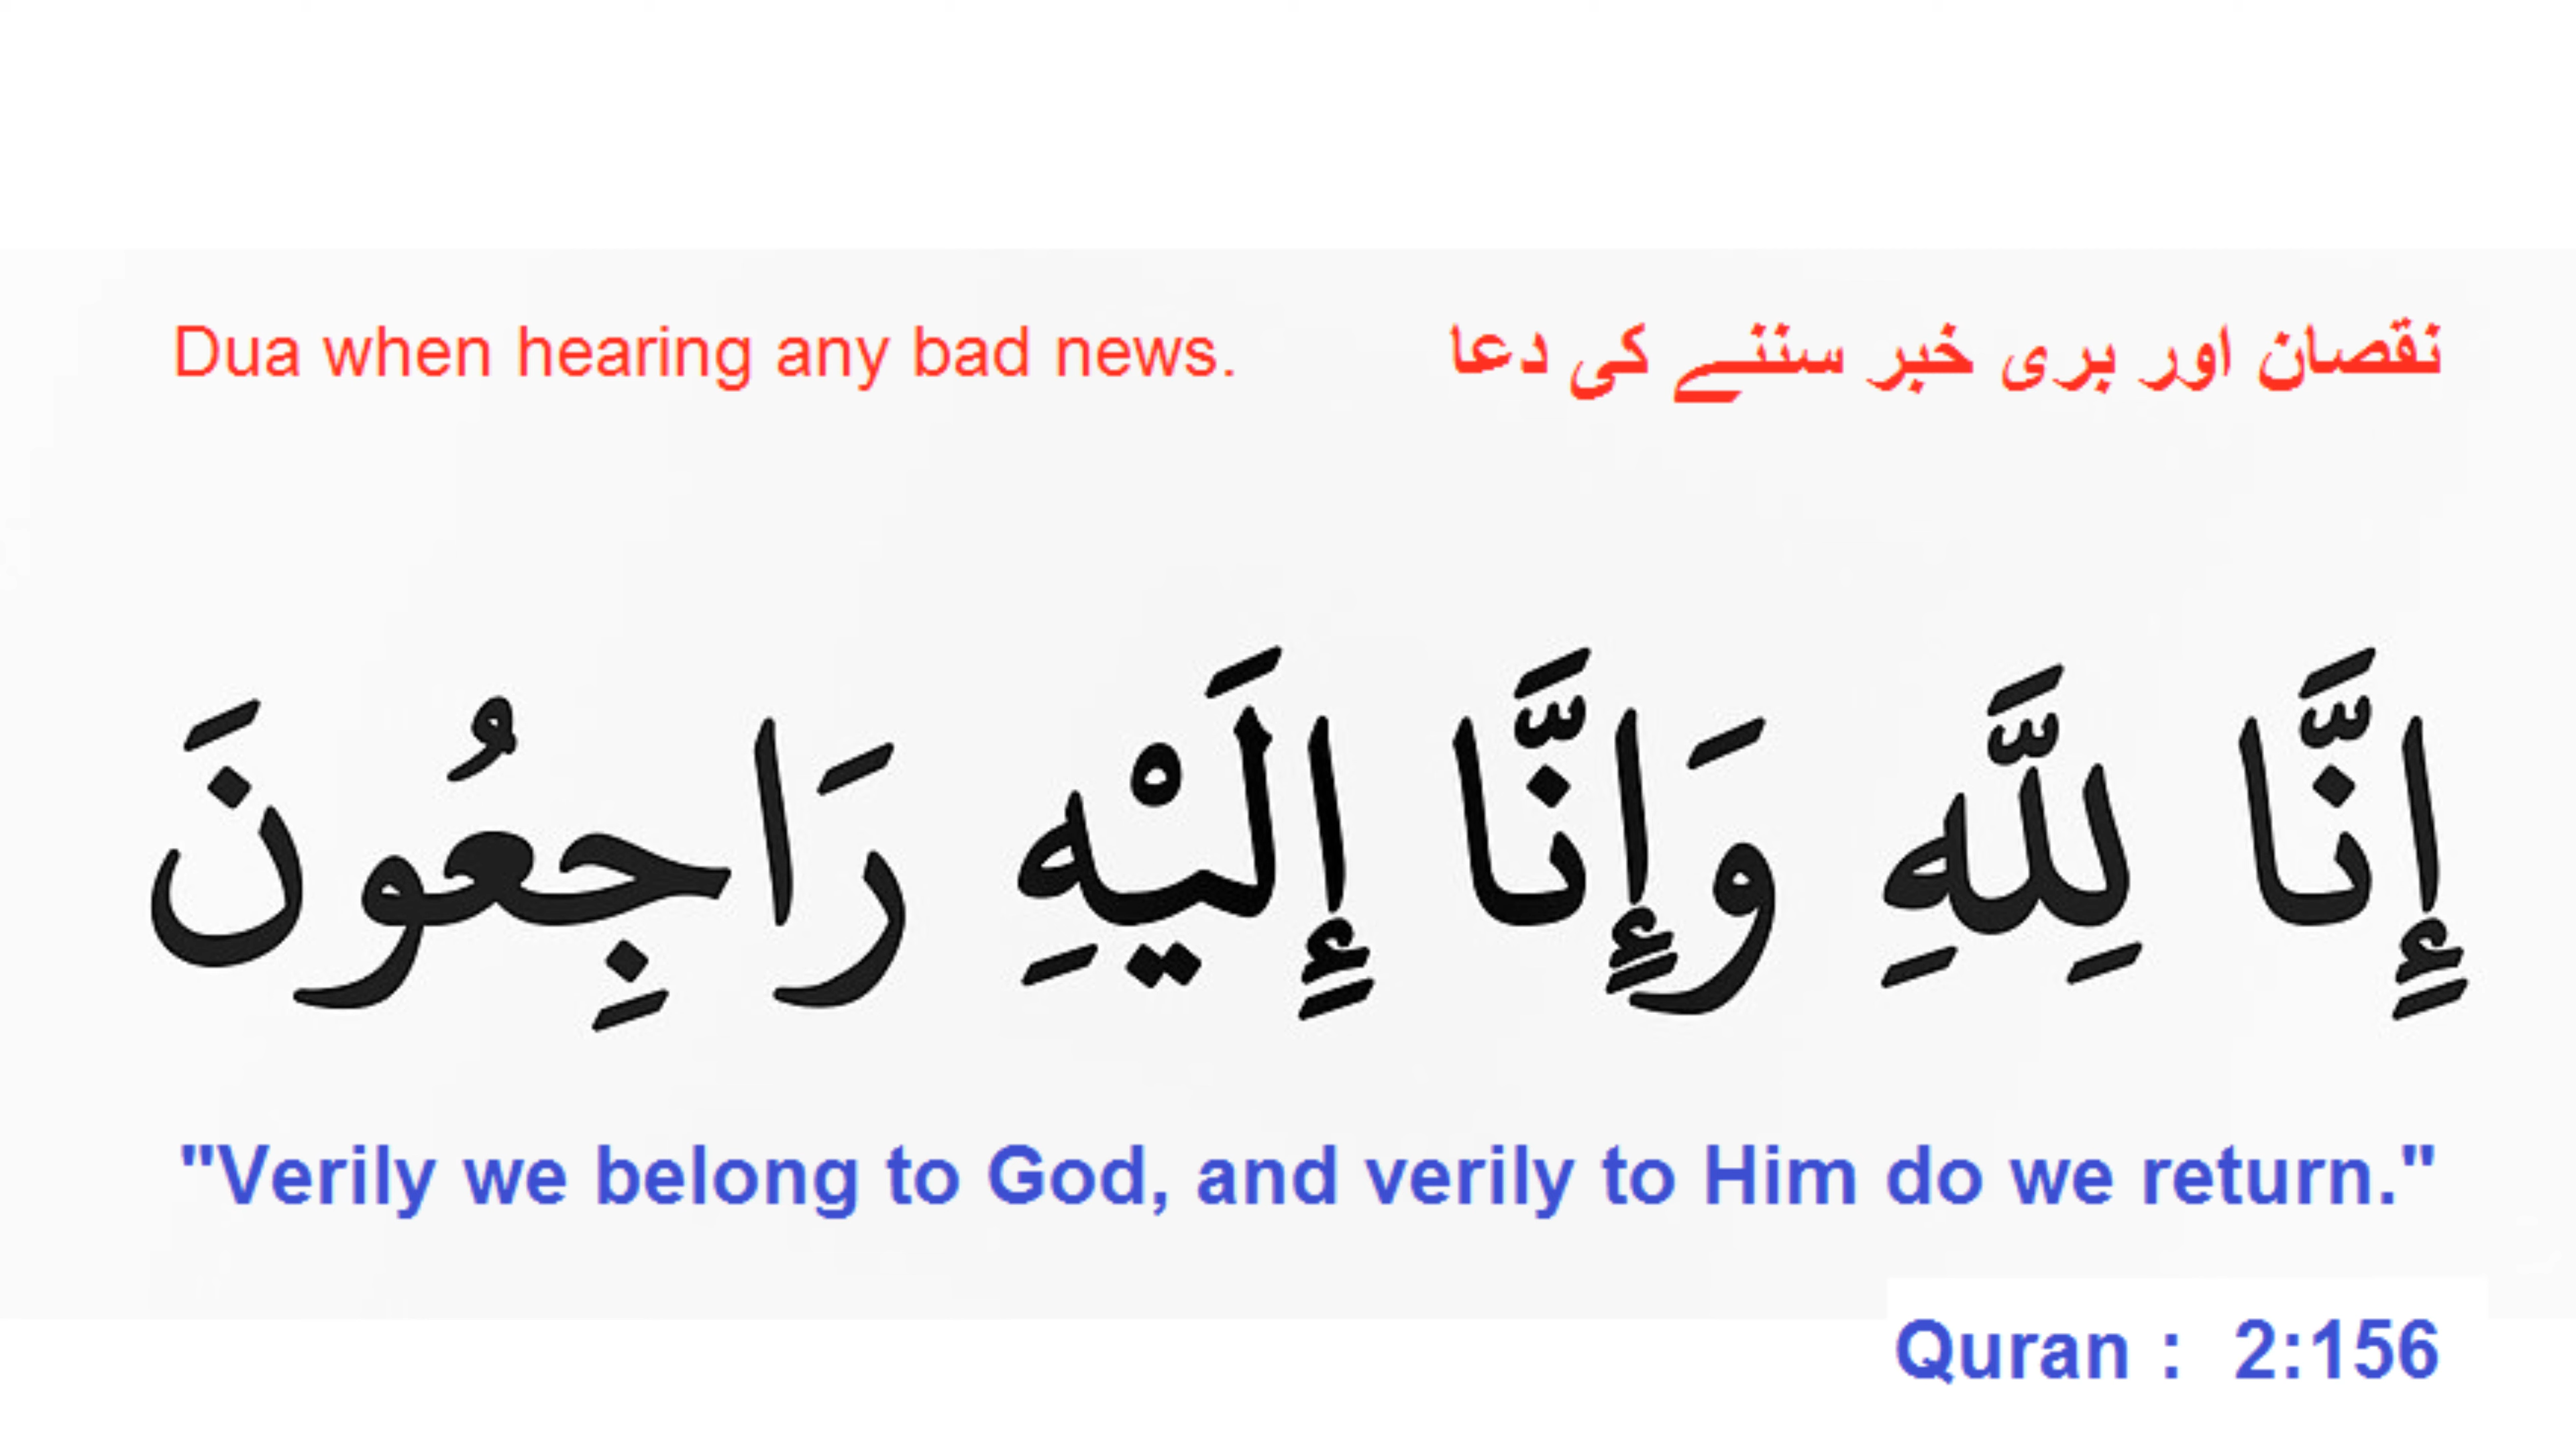 Dua when hearing any bad news.
نقصان اور بری خبر سننے کی دعا
إِنَّا لِلَّهِ وَإِنَّا إِلَيْهِ رَاجِعُونَ
"Verily we belong to God, and verily to Him do we return."
Quran : 2:156